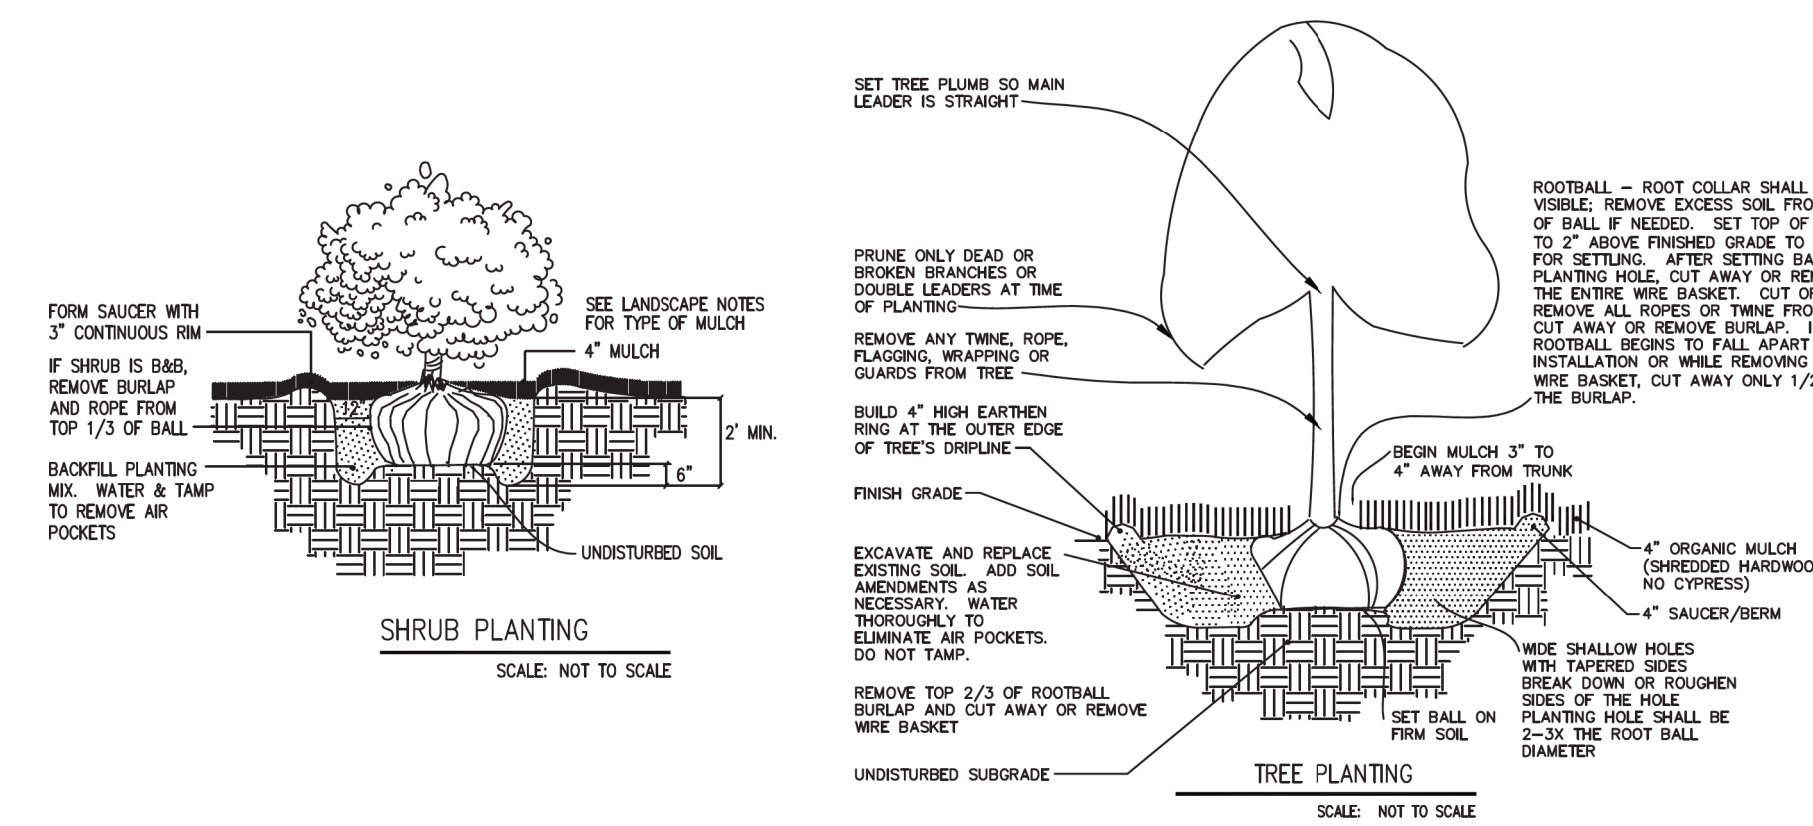 FORM SAUCER WITH
3" CONTINUOUS RIM
IF SHRUB IS B&B,
REMOVE BURLAP
AND ROPE FROM
TOP 1/3 OF BALL
BACKFILL PLANTING
MIX. WATER & TAMP
TO REMOVE AIR
POCKETS
12"
SEE LANDSCAPE NOTES
FOR TYPE OF MULCH
4" MULCH
2' MIN.
6"
UNDISTURBED SOIL
SHRUB PLANTING
SCALE: NOT TO SCALE
SET TREE PLUMB SO MAIN
LEADER IS STRAIGHT
PRUNE ONLY DEAD OR
BROKEN BRANCHES OR
DOUBLE LEADERS AT TIME
OF PLANTING
REMOVE ANY TWINE, ROPE,
FLAGGING, WRAPPING OR
GUARDS FROM TREE
BUILD 4" HIGH EARTHEN
RING AT THE OUTER EDGE
OF TREE'S DRIPLINE
FINISH GRADE
EXCAVATE AND REPLACE
EXISTING SOIL. ADD SOIL
AMENDMENTS AS
NECESSARY. WATER
THOROUGHLY TO
ELIMINATE AIR POCKETS.
DO NOT TAMP.
REMOVE TOP 2/3 OF ROOTBALL
BURLAP AND CUT AWAY OR REMOVE
WIRE BASKET
UNDISTURBED SUBGRADE
ROOTBALL – ROOT COLLAR SHALL
VISIBLE; REMOVE EXCESS SOIL FRO
OF BALL IF NEEDED. SET TOP OF
TO 2" ABOVE FINISHED GRADE TO
FOR SETTLING. AFTER SETTING BA
PLANTING HOLE, CUT AWAY OR REM
THE ENTIRE WIRE BASKET. CUT OR
REMOVE ALL ROPES OR TWINE FRO
CUT AWAY OR REMOVE BURLAP. I
ROOTBALL BEGINS TO FALL APART
INSTALLATION OR WHILE REMOVING
WIRE BASKET, CUT AWAY ONLY 1/2
THE BURLAP.
BEGIN MULCH 3" TO
4" AWAY FROM TRUNK
4" ORGANIC MULCH
(SHREDDED HARDWOO
NO CYPRESS)
4" SAUCER/BERM
WIDE SHALLOW HOLES
WITH TAPERED SIDES
BREAK DOWN OR ROUGHEN
SIDES OF THE HOLE
PLANTING HOLE SHALL BE
2–3X THE ROOT BALL
DIAMETER
SET BALL ON
FIRM SOIL
TREE PLANTING
SCALE: NOT TO SCALE